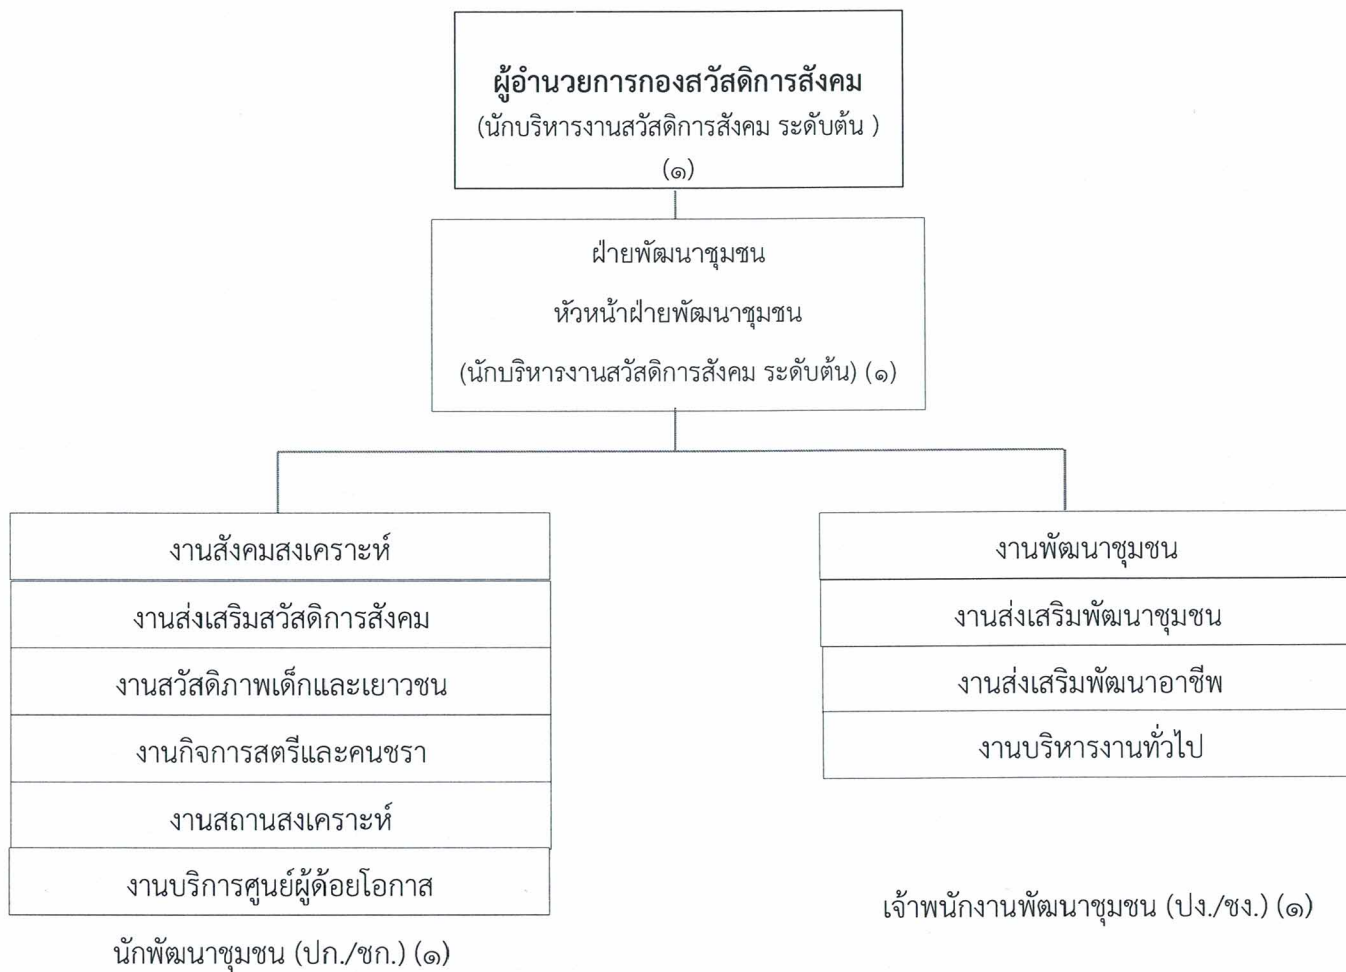 ผู้อำนวยการกองสวัสดิการสังคม
(นักบริหารงานสวัสดิการสังคม ระดับต้น )
(๑)
ฝ่ายพัฒนาชุมชน
หัวหน้าฝ่ายพัฒนาชุมชน
(นักบริหารงานสวัสดิการสังคม ระดับต้น) (๑)
งานสังคมสงเคราะห์
งานส่งเสริมสวัสดิการสังคม
งานสวัสดิภาพเด็กและเยาวชน
งานกิจการสตรีและคนชรา
งานสถานสงเคราะห์
งานบริการศูนย์ผู้ด้อยโอกาส
นักพัฒนาชุมชน (ปก./ชก.) (๑)
งานพัฒนาชุมชน
งานส่งเสริมพัฒนาชุมชน
งานส่งเสริมพัฒนาอาชีพ
งานบริหารงานทั่วไป
เจ้าพนักงานพัฒนาชุมชน (ปง./ชง.) (๑)